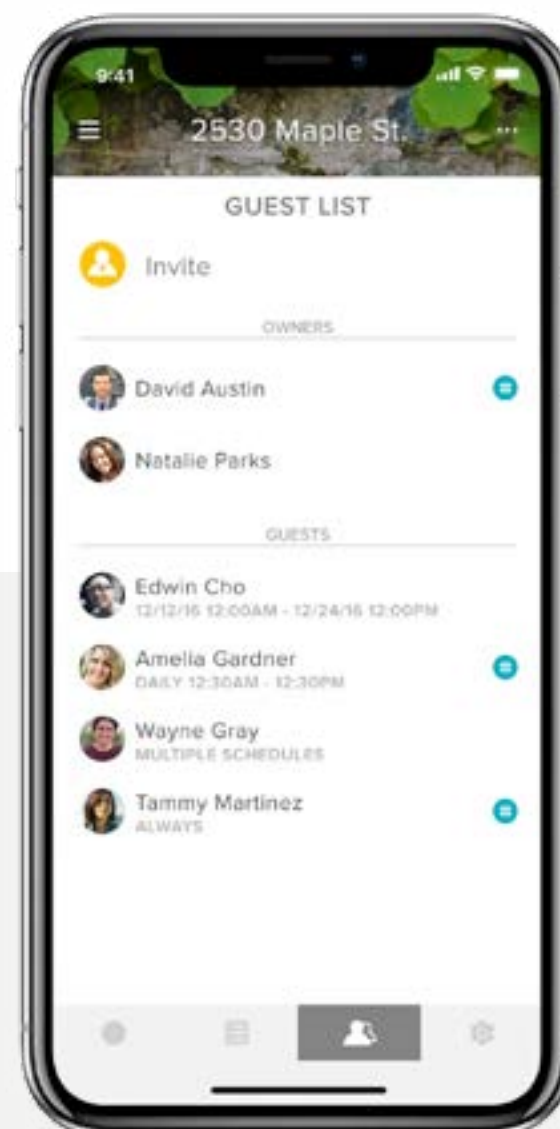 9:41
2530 Maple St.
GUEST LIST
Invite
OWNERS
David Austin
Natalie Parks
GUESTS
Edwin Cho
12/12/16 12:00AM - 12/24/16 12:00PM
Amelia Gardner
DAILY 12:30AM - 12:30PM
Wayne Gray
MULTIPLE SCHEDULES
Tammy Martinez
ALWAYS